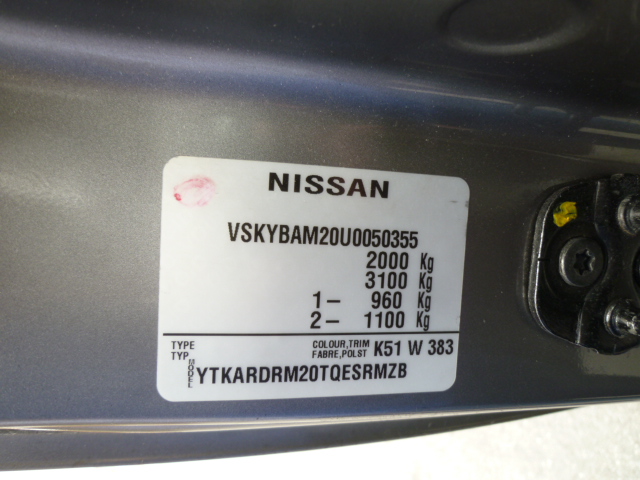 NISSAN
VSKYBAM20U0050355
2000 Kg
3100 Kg
1- 960 Kg
2- 1100 Kg
TYPE COLOUR,TRIM K51 W 383
TYP FABRE,POLST
MODEL YTKARDRM20TQESRMZB